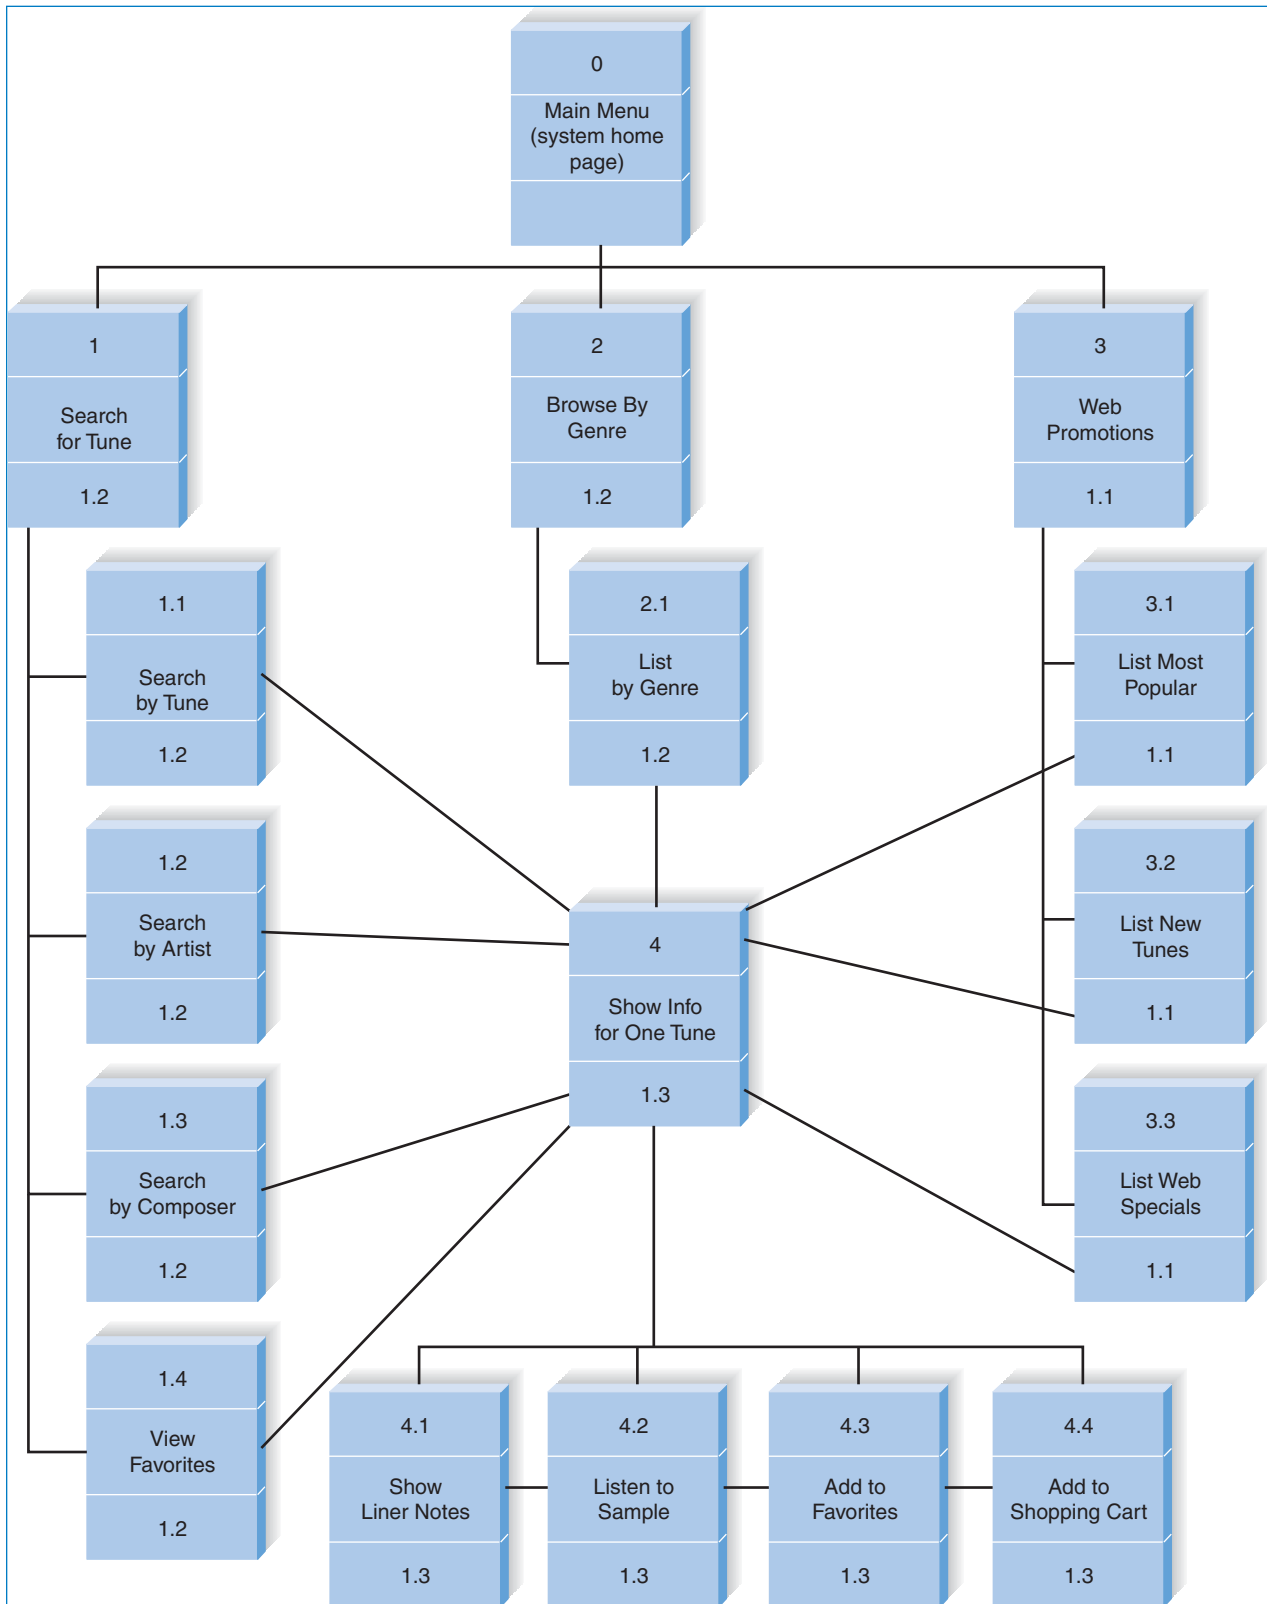 0
Main Menu
(system home
page)
1
Search
for Tune
1.2
2
Browse By
Genre
1.2
3
Web
Promotions
1.1
1.1
Search
by Tune
1.2
2.1
List
by Genre
1.2
3.1
List Most
Popular
1.1
1.2
Search
by Artist
1.2
3.2
List New
Tunes
1.1
4
Show Info
for One Tune
1.3
1.3
Search
by Composer
1.2
3.3
List Web
Specials
1.1
1.4
View
Favorites
1.2
4.1
Show
Liner Notes
1.3
4.2
Listen to
Sample
1.3
4.3
Add to
Favorites
1.3
4.4
Add to
Shopping Cart
1.3